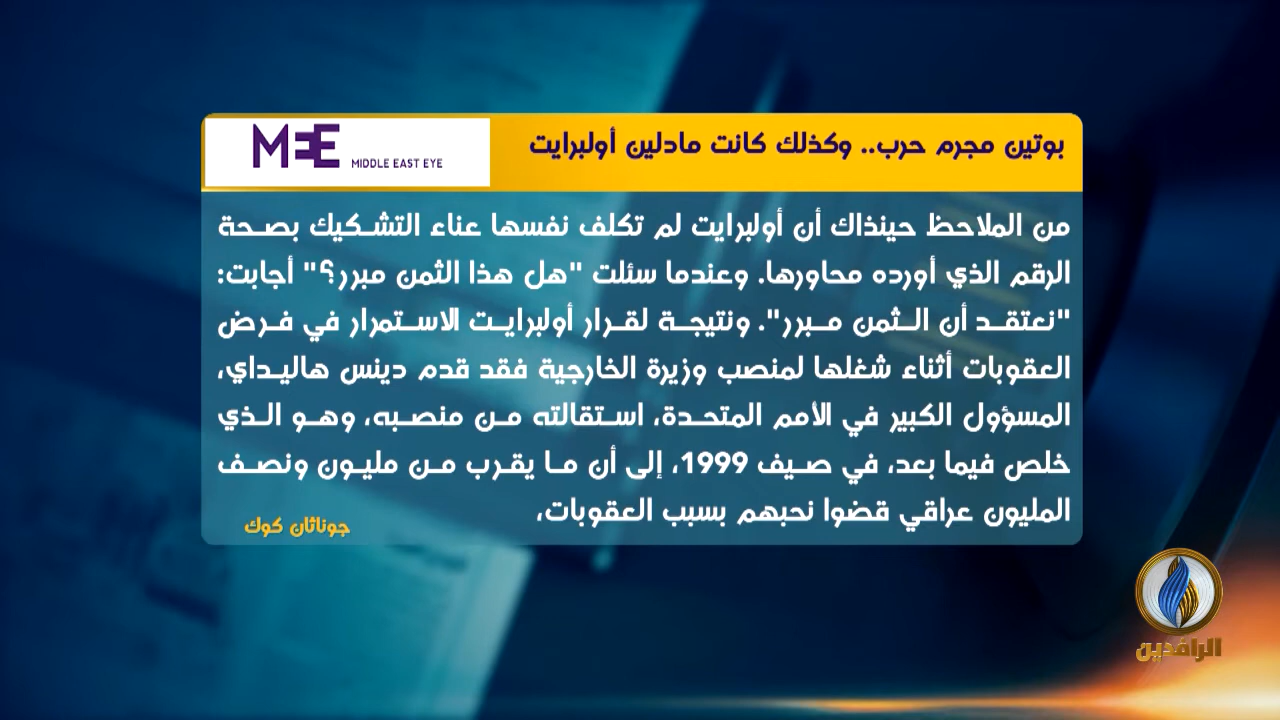 بوتين مجرم حرب.. وكذلك كانت مادلين أولبرايت
MEE MIDDLE EAST EYE
من الملاحظ حينذاك أن أولبرايت لم تكلف نفسها عناء التشكيك بصحة
الرقم الذي أورده محاورها. وعندما سئلت "هل هذا الثمن مبرر؟" أجابت:
"نعتقد أن الثمن مبرر". ونتيجة لقرار أولبرايت الاستمرار في فرض
العقوبات أثناء شغلها لمنصب وزيرة الخارجية فقد قدم دينس هاليداي،
المسؤول الكبير في الأمم المتحدة، استقالته من منصبه، وهو الذي
خلص فيما بعد، في صيف 1999، إلى أن ما يقرب من مليون ونصف
المليون عراقي قضوا نحبهم بسبب العقوبات،
جوناثان كوك
الرافدين